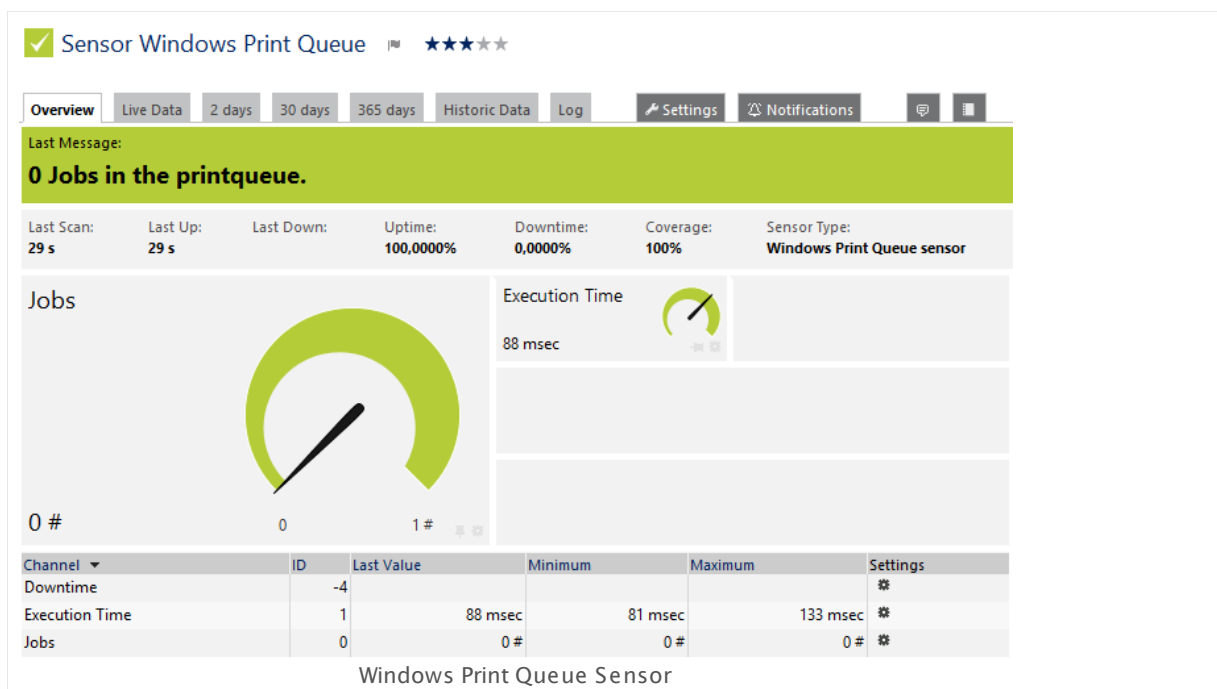 Sensor Windows Print Queue
Overview Live Data 2 days 30 days 365 days Historic Data Log Settings Notifications
Last Message:
0 Jobs in the printqueue.
Last Scan: Last Up: Last Down: Uptime: Downtime: Coverage: Sensor Type:
29 s 29 s 100,0000% 0,0000% 100% Windows Print Queue sensor
Jobs
0 #
0 1 #
Execution Time
88 msec
Channel ID Last Value Minimum Maximum Settings
Downtime -4
Execution Time 1 88 msec 81 msec 133 msec
Jobs 0 0 # 0 # 0 #
Windows Print Queue Sensor